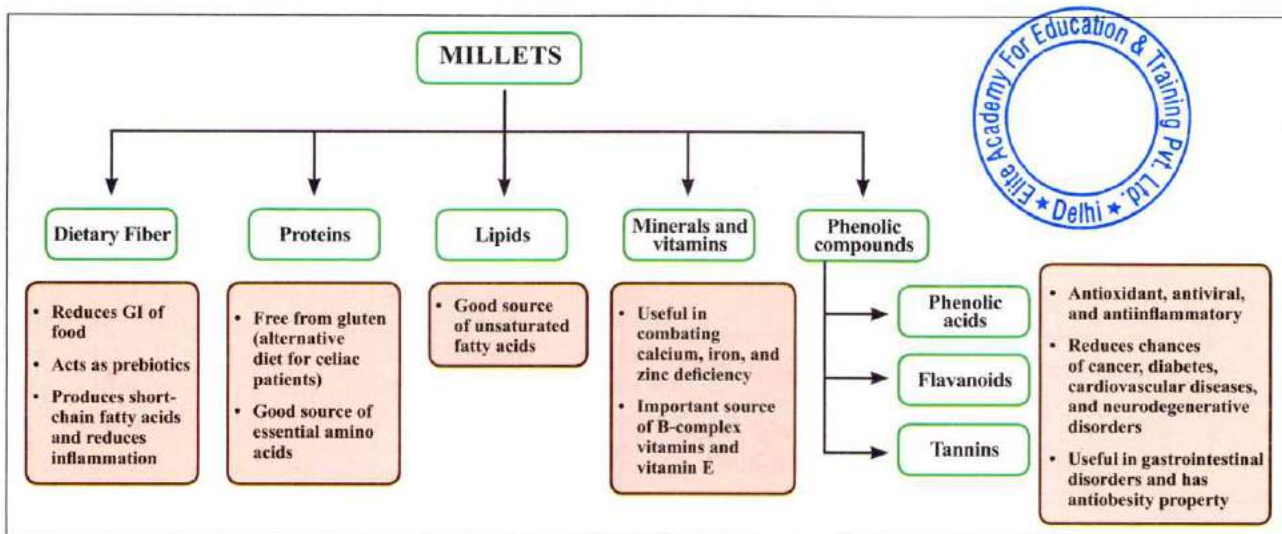 MILLETS
Elite Academy For Education & Training Pvt. Ltd.
★ Delhi ★
Dietary Fiber
• Reduces GI of
food
• Acts as prebiotics
• Produces short-
chain fatty acids
and reduces
inflammation
Proteins
• Free from gluten
(alternative
diet for celiac
patients)
• Good source of
essential amino
acids
Lipids
• Good source
of unsaturated
fatty acids
Minerals and
vitamins
• Useful in
combating
calcium, iron, and
zinc deficiency
• Important source
of B-complex
vitamins and
vitamin E
Phenolic
compounds
Phenolic
acids
Flavanoids
Tannins
• Antioxidant, antiviral,
and antiinflammatory
• Reduces chances
of cancer, diabetes,
cardiovascular diseases,
and neurodegenerative
disorders
• Useful in gastrointestinal
disorders and has
antiobesity property